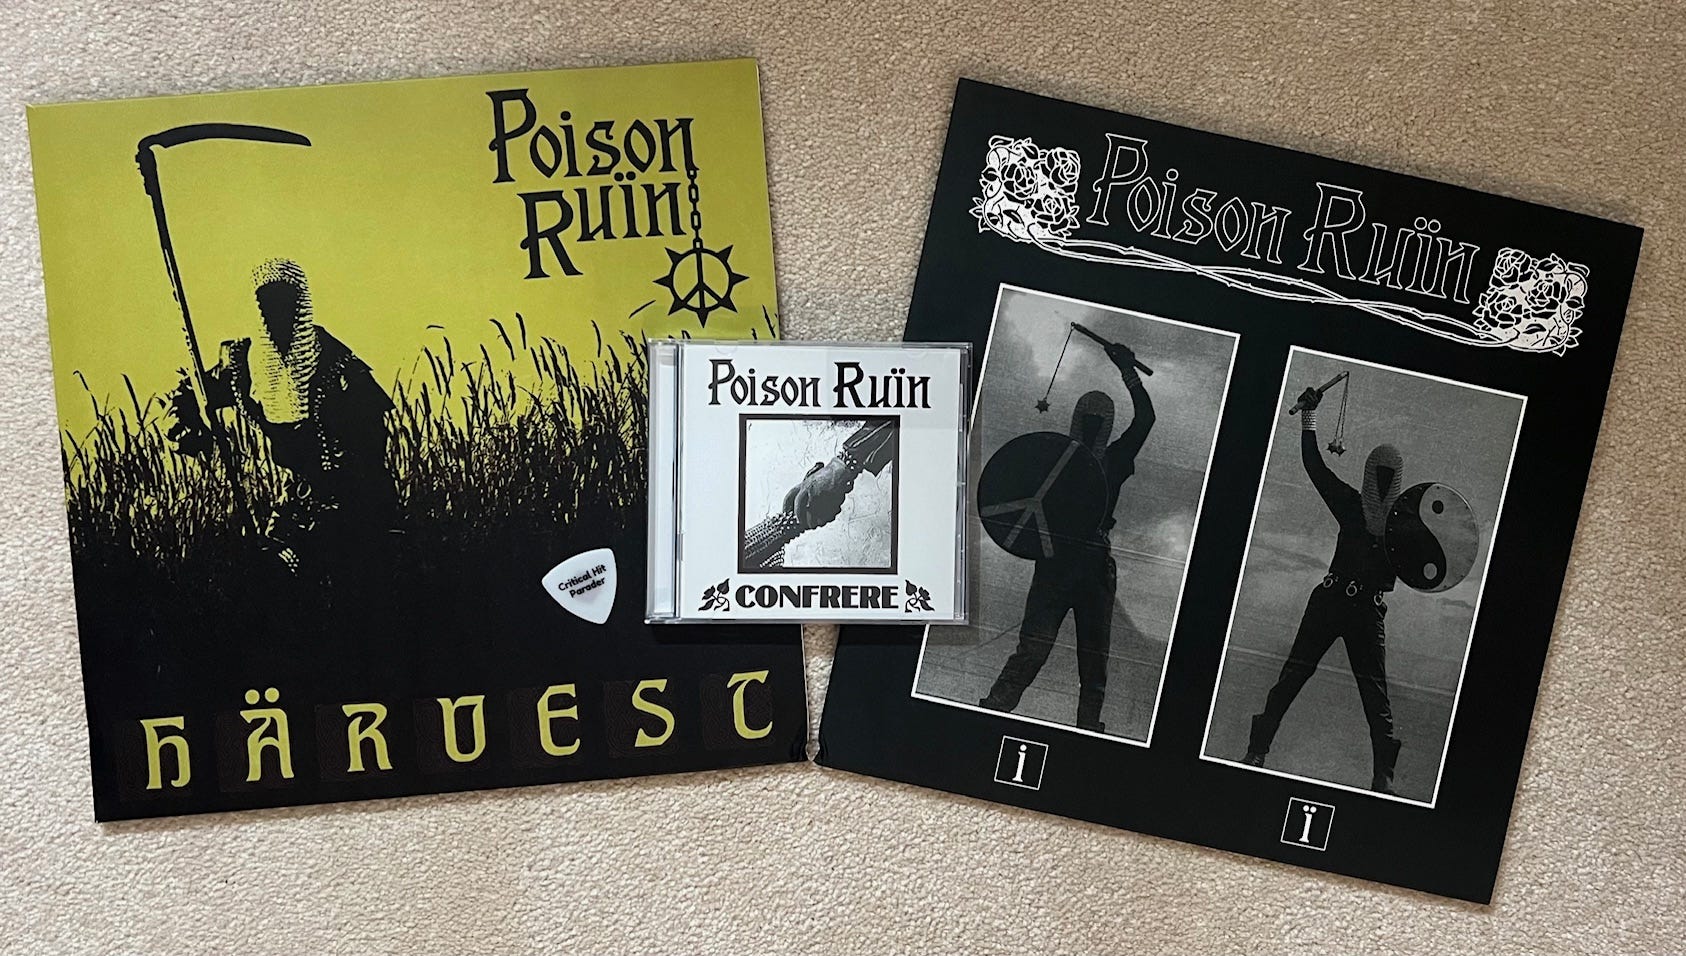 Poison
Ruïn
HÄRVEST
Critical Hit
Parader
Poison Ruïn
CONFRERE
Poison Ruïn
i
ï